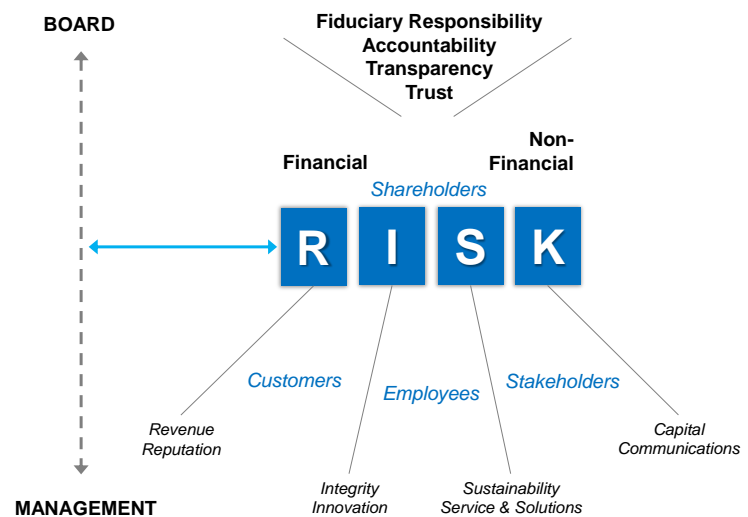 BOARD
Fiduciary Responsibility
Accountability
Transparency
Trust
Financial
Non-
Financial
Shareholders
R I S K
Customers
Employees
Stakeholders
Revenue
Reputation
Integrity
Innovation
Sustainability
Service & Solutions
Capital
Communications
MANAGEMENT